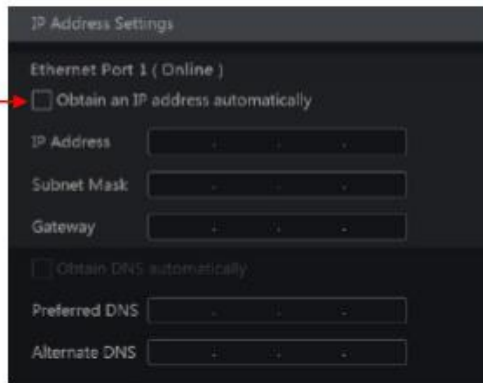 IP Address Settings
Ethernet Port 1 ( Online )
Obtain an IP address automatically
IP Address
Subnet Mask
Gateway
Obtain DNS automatically
Preferred DNS
Alternate DNS